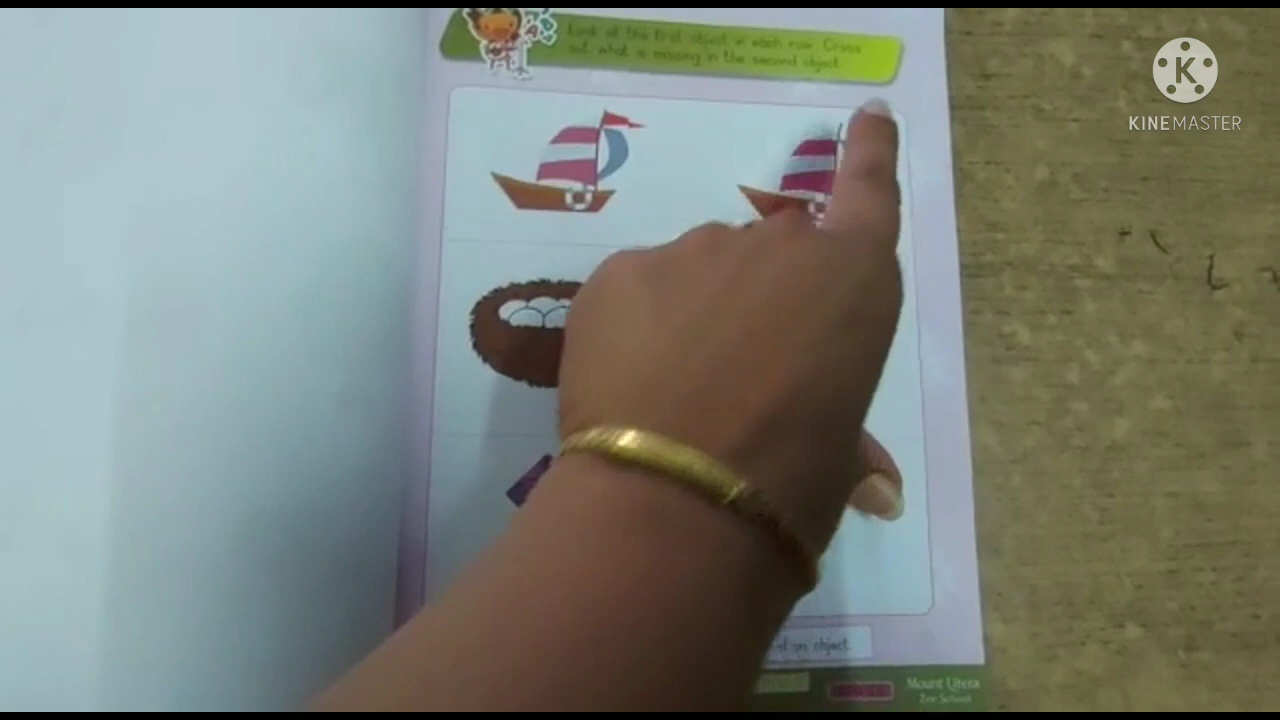 Look at the first object in each row. Cross
out what is missing in the second object.
KINEMASTER
an object
Mount Litera
Zee School